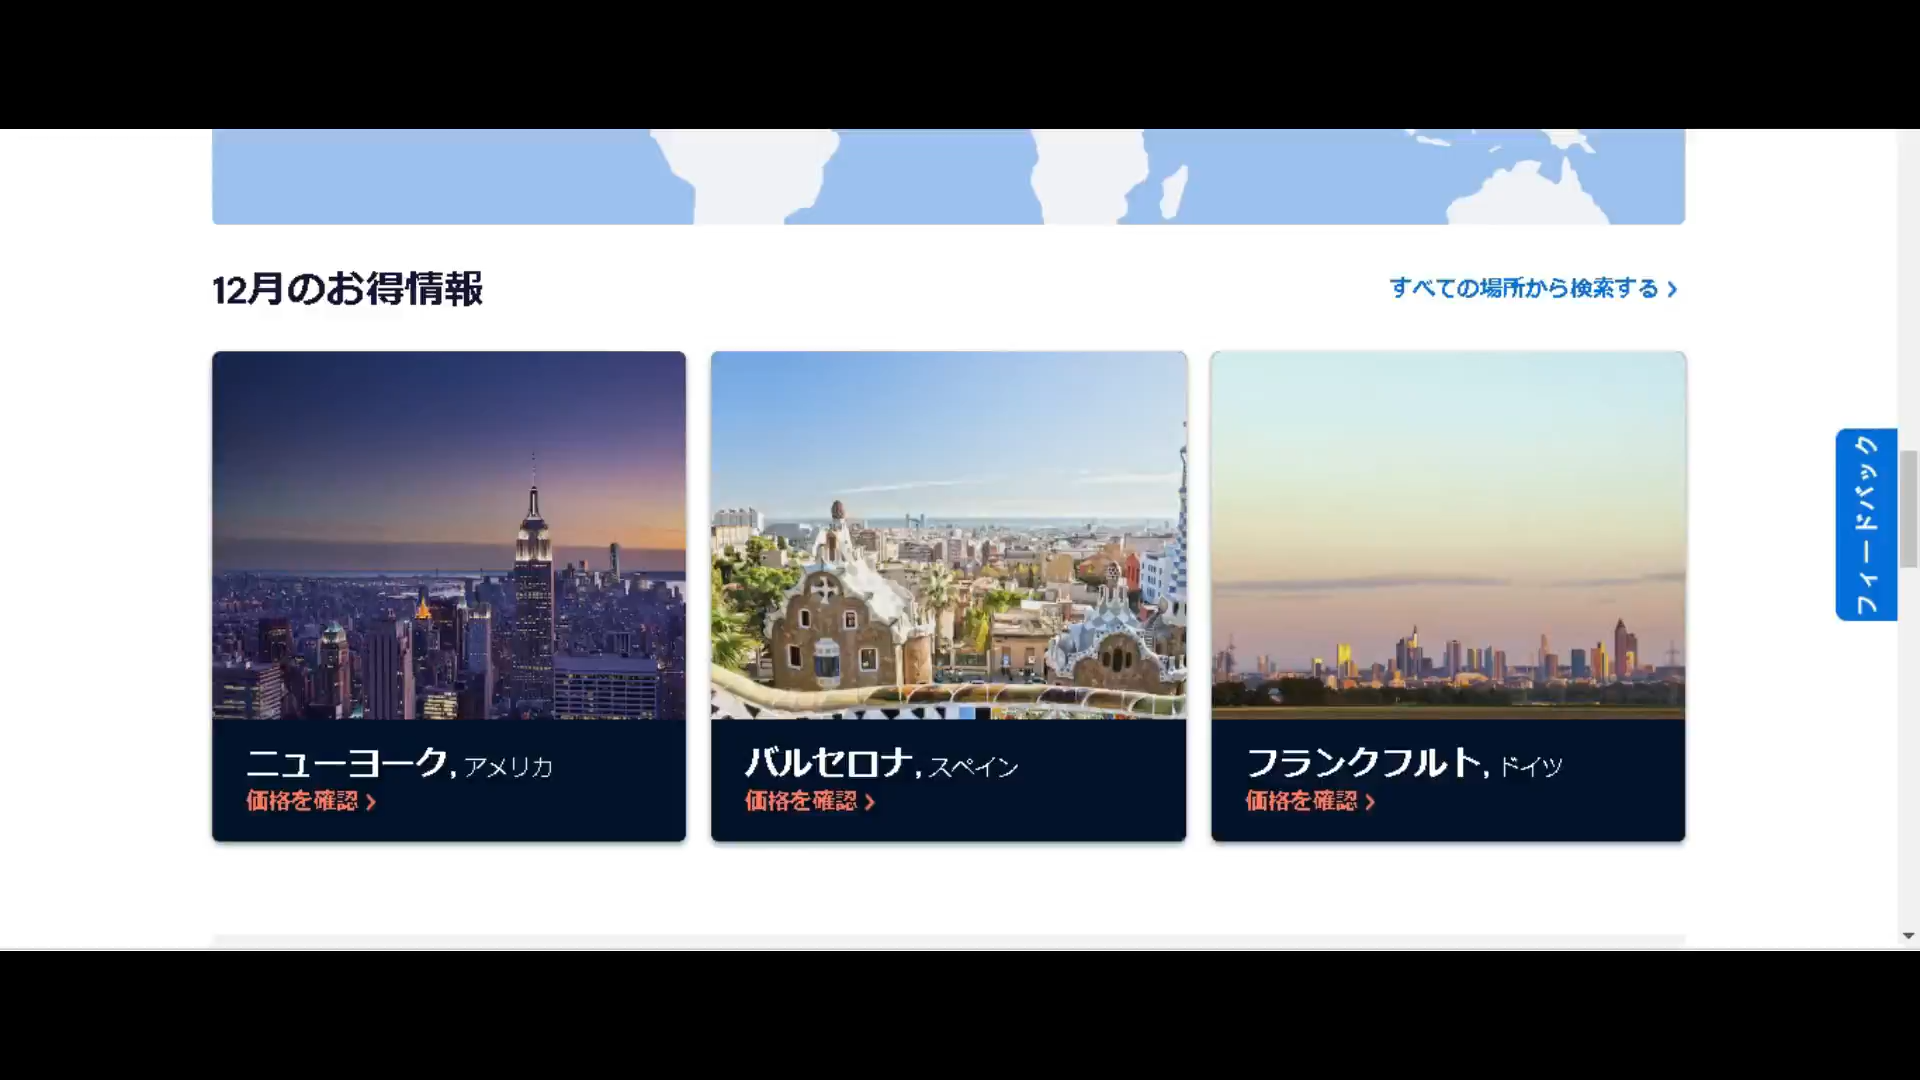 12月のお得情報
すべての場所から検索する
ニューヨーク, アメリカ
価格を確認
バルセロナ, スペイン
価格を確認
フランクフルト, ドイツ
価格を確認
フィードバック